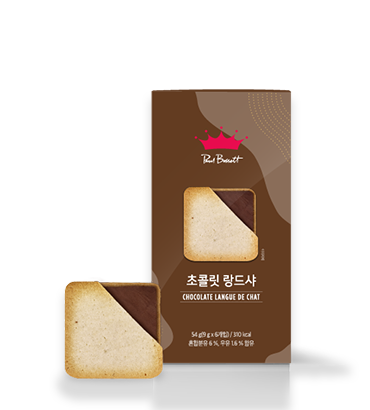 Paul Bassett
초콜릿 랑드샤
CHOCOLATE LANGUE DE CHAT
54 g(9 g x 6개입) / 310 kcal
혼합분유 6 %, 우유 1.6 % 함유